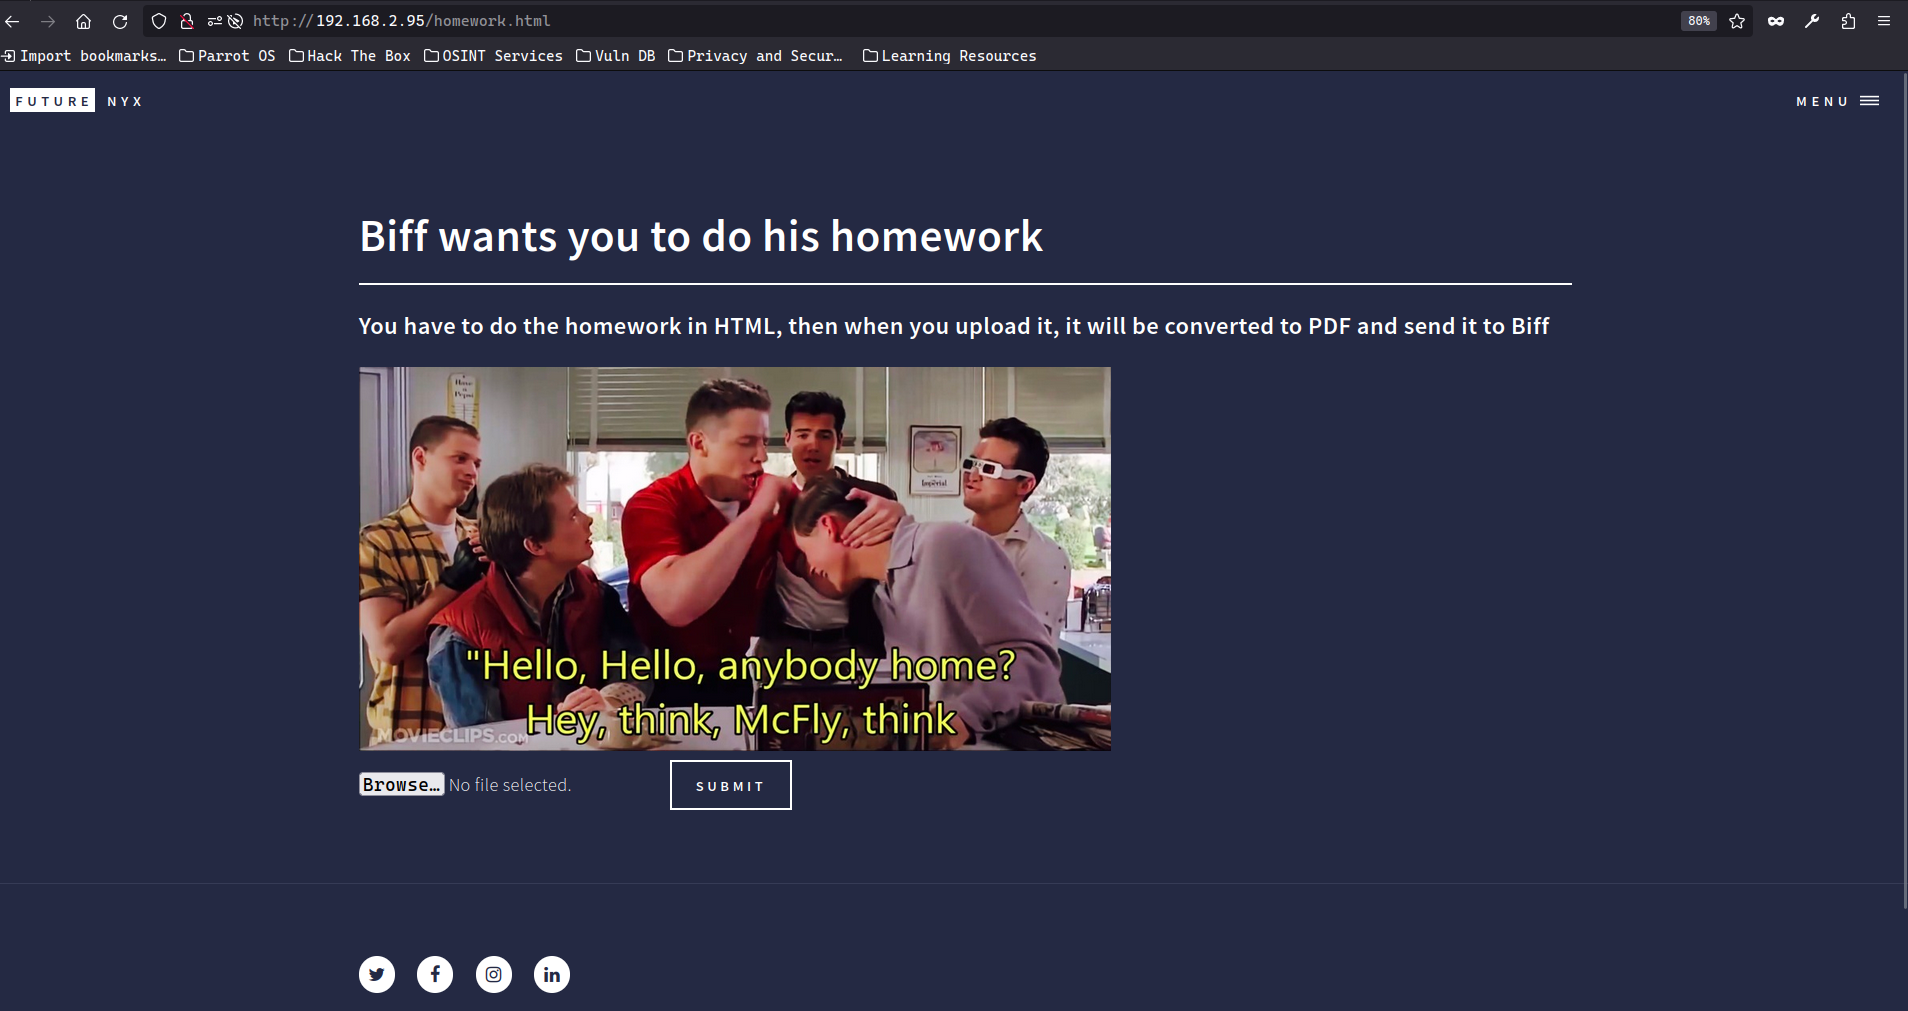 http://192.168.2.95/homework.html
80%
Import bookmarks…
Parrot OS
Hack The Box
OSINT Services
Vuln DB
Privacy and Secur…
Learning Resources
FUTURE NYX
MENU
Biff wants you to do his homework
You have to do the homework in HTML, then when you upload it, it will be converted to PDF and send it to Biff
Have a
Pepsi
Imperial
"Hello, Hello, anybody home?
Hey, think, McFly, think
MOVIECLIPS.COM
Browse… No file selected.
SUBMIT